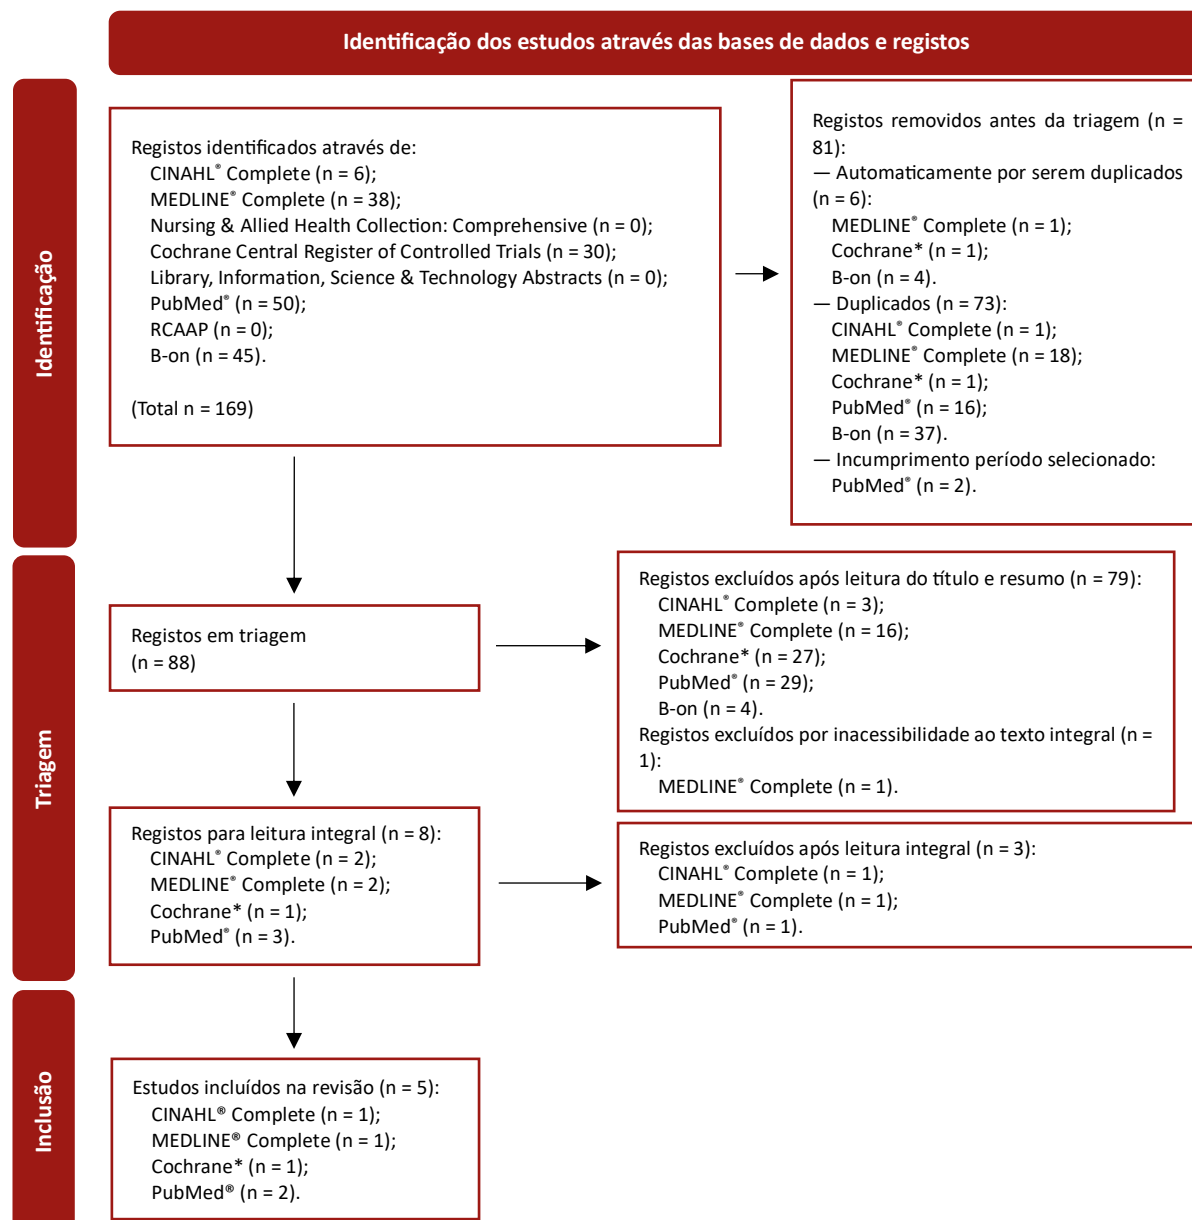 Identificação dos estudos através das bases de dados e registos
Identificação
Registos identificados através de:
CINAHL® Complete (n = 6);
MEDLINE® Complete (n = 38);
Nursing & Allied Health Collection: Comprehensive (n = 0);
Cochrane Central Register of Controlled Trials (n = 30);
Library, Information, Science & Technology Abstracts (n = 0);
PubMed® (n = 50);
RCAAP (n = 0);
B-on (n = 45).
(Total n = 169)
Registos removidos antes da triagem (n =
81):
— Automaticamente por serem duplicados
(n = 6):
MEDLINE® Complete (n = 1);
Cochrane* (n = 1);
B-on (n = 4).
— Duplicados (n = 73):
CINAHL® Complete (n = 1);
MEDLINE® Complete (n = 18);
Cochrane* (n = 1);
PubMed® (n = 16);
B-on (n = 37).
— Incumprimento período selecionado:
PubMed® (n = 2).
Triagem
Registos em triagem
(n = 88)
Registos excluídos após leitura do título e resumo (n = 79):
CINAHL® Complete (n = 3);
MEDLINE® Complete (n = 16);
Cochrane* (n = 27);
PubMed® (n = 29);
B-on (n = 4).
Registos excluídos por inacessibilidade ao texto integral (n =
1):
MEDLINE® Complete (n = 1).
Registos para leitura integral (n = 8):
CINAHL® Complete (n = 2);
MEDLINE® Complete (n = 2);
Cochrane* (n = 1);
PubMed® (n = 3).
Registos excluídos após leitura integral (n = 3):
CINAHL® Complete (n = 1);
MEDLINE® Complete (n = 1);
PubMed® (n = 1).
Inclusão
Estudos incluídos na revisão (n = 5):
CINAHL® Complete (n = 1);
MEDLINE® Complete (n = 1);
Cochrane* (n = 1);
PubMed® (n = 2).